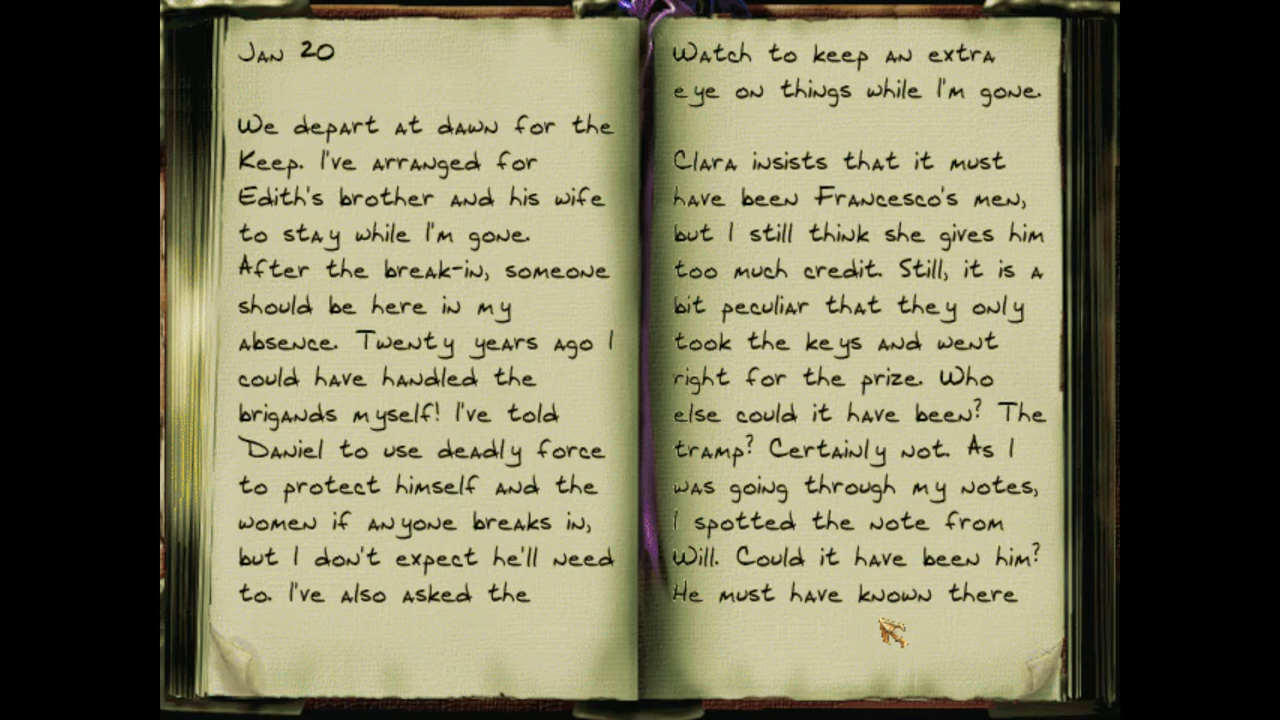 Jan 20
We depart at dawn for the
Keep. I've arranged for
Edith's brother and his wife
to stay while I'm gone.
After the break-in, someone
should be here in my
absence. Twenty years ago I
could have handled the
brigands myself! I've told
Daniel to use deadly force
to protect himself and the
women if anyone breaks in,
but I don't expect he'll need
to. I've also asked the
Watch to keep an extra
eye on things while I'm gone.
Clara insists that it must
have been Francesco's men,
but I still think she gives him
too much credit. Still, it is a
bit peculiar that they only
took the keys and went
right for the prize. Who
else could it have been? The
tramp? Certainly not. As I
was going through my notes,
I spotted the note from
Will. Could it have been him?
He must have known there